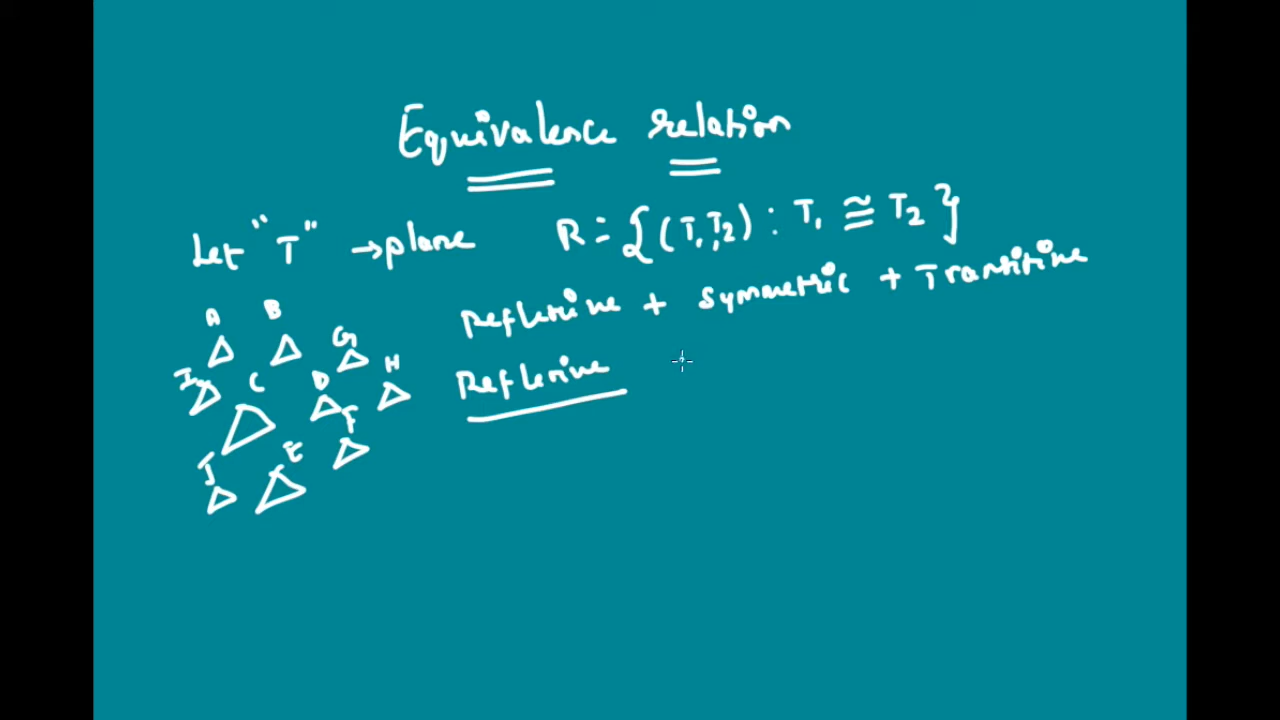 Equivalence relation
Let "T" → plane R = {(T₁,T₂) : T₁ ≅ T₂}
Reflexive + Symmetric + Transitive
A B
G H
I C D
Reflexive
F
J E